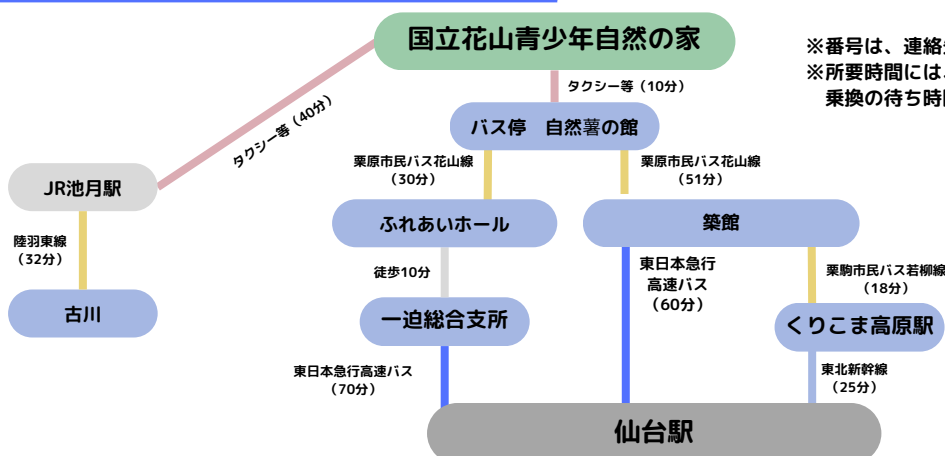 国立花山青少年自然の家
※番号は、連絡
※所要時間には、
乗換の待ち時
タクシー等（10分）
タクシー等（40分）
バス停 自然薯の館
栗原市民バス花山線
（30分）
栗原市民バス花山線
（51分）
JR池月駅
ふれあいホール
築館
陸羽東線
（32分）
徒歩10分
東日本急行
高速バス
（60分）
栗駒市民バス若柳線
（18分）
古川
一迫総合支所
くりこま高原駅
東日本急行高速バス
（70分）
東北新幹線
（25分）
仙台駅